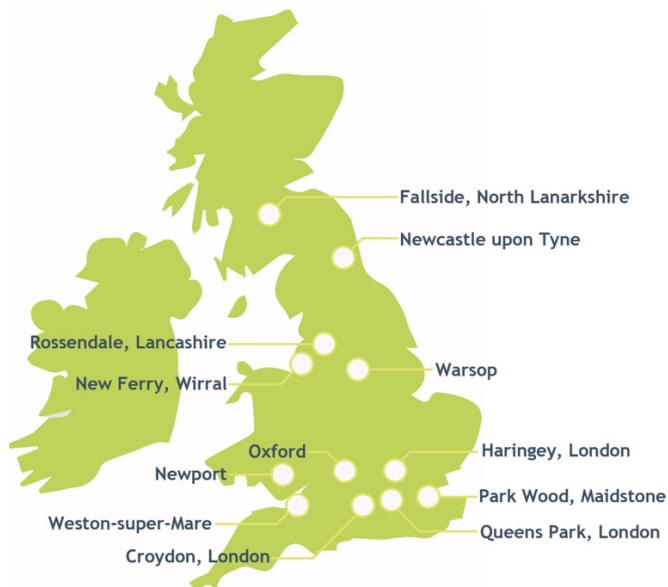 Fallside, North Lanarkshire
Newcastle upon Tyne
Rossendale, Lancashire
New Ferry, Wirral
Warsop
Oxford
Haringey, London
Newport
Park Wood, Maidstone
Weston-super-Mare
Queens Park, London
Croydon, London